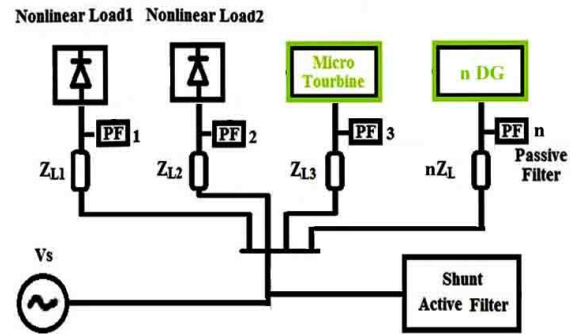 Nonlinear Load1
Nonlinear Load2
Micro
Tourbine
n DG
PF 1
PF 2
PF 3
PF n
Passive
Filter
ZL1
ZL2
ZL3
nZL
Vs
Shunt
Active Filter